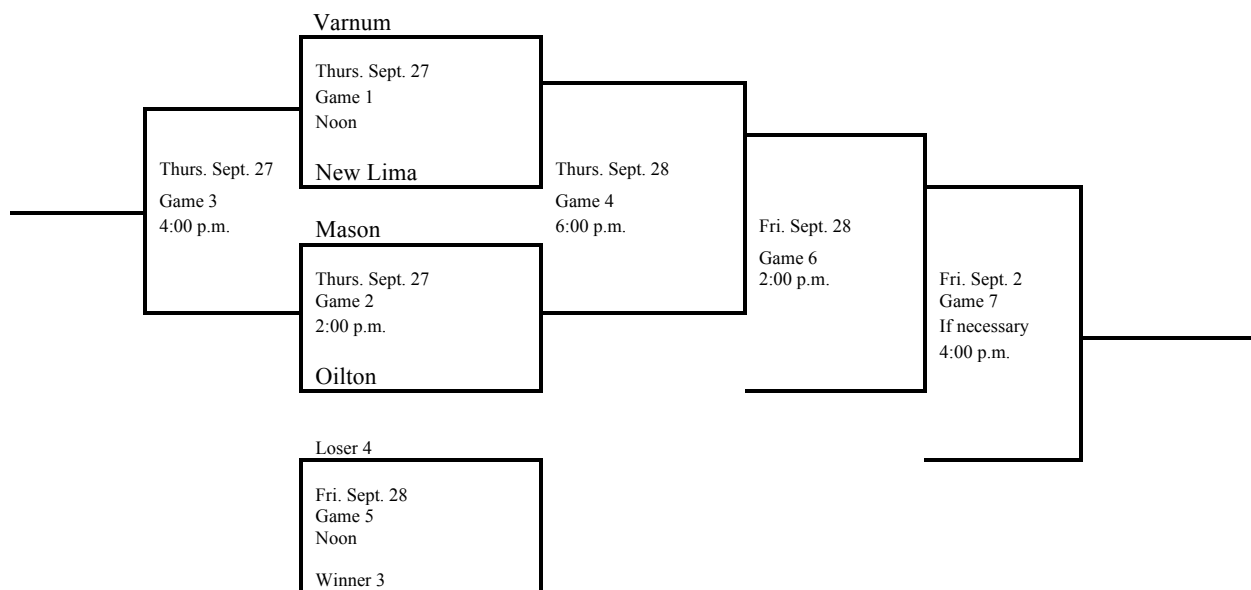 Varnum
Thurs. Sept. 27
Game 1
Noon
New Lima
Thurs. Sept. 27
Game 3
4:00 p.m.
Mason
Thurs. Sept. 27
Game 2
2:00 p.m.
Oilton
Thurs. Sept. 28
Game 4
6:00 p.m.
Fri. Sept. 28
Game 6
2:00 p.m.
Fri. Sept. 2
Game 7
If necessary
4:00 p.m.
Loser 4
Fri. Sept. 28
Game 5
Noon
Winner 3